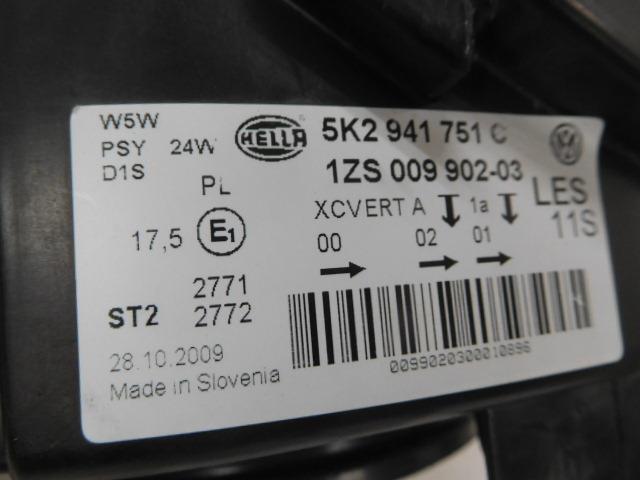 W5W
PSY 24W
D1S
HELLA
5K2 941 751 C
1ZS 009 902-03
PL
XCVERT A 1a
LES
11S
17,5 E1
00 02 01
2771
ST2 2772
28.10.2009
Made in Slovenia
0099020300010896